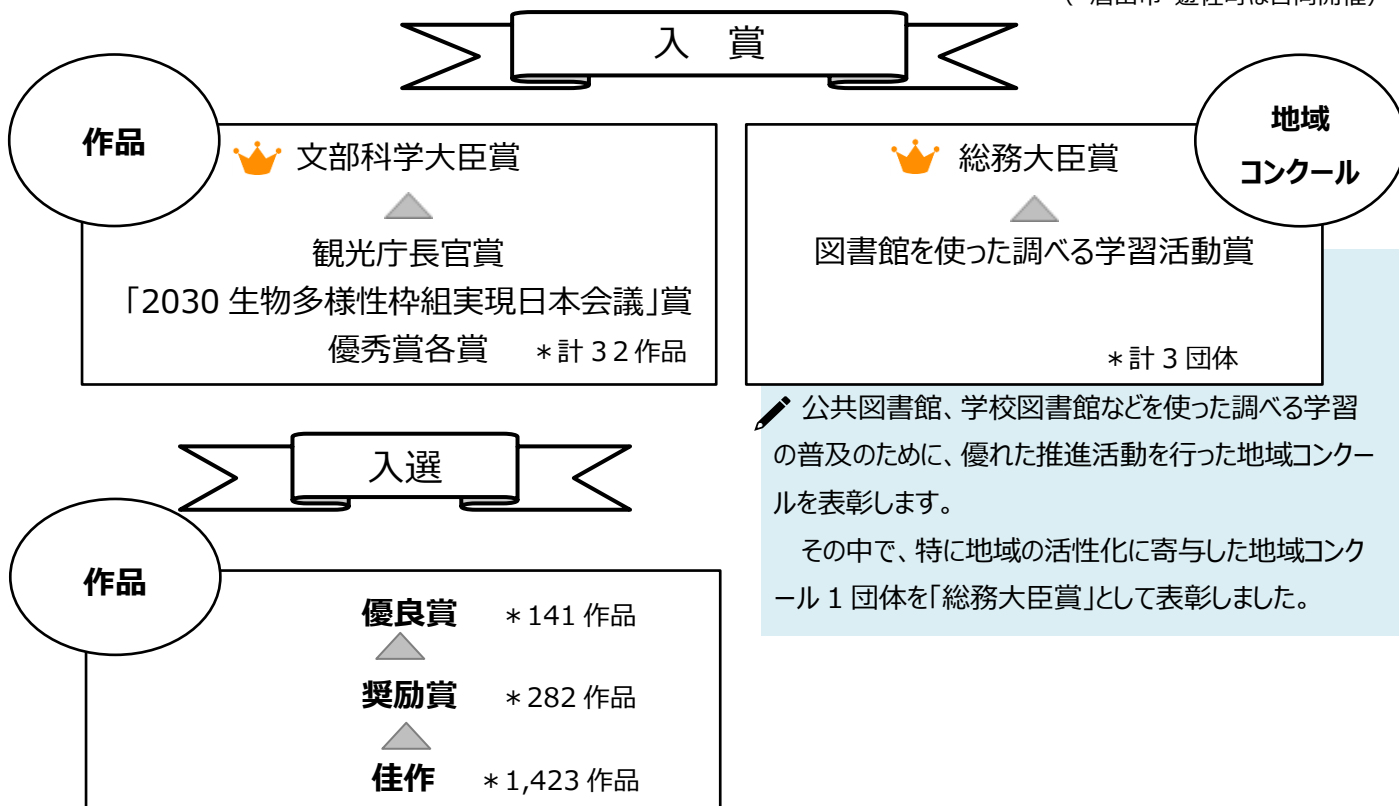 入 賞
作品
文部科学大臣賞
観光庁長官賞
「2030 生物多様性枠組実現日本会議」賞
優秀賞各賞 ＊計３２作品
地域
コンクール
総務大臣賞
図書館を使った調べる学習活動賞
＊計 3 団体
公共図書館、学校図書館などを使った調べる学習
の普及のために、優れた推進活動を行った地域コンクー
ルを表彰します。
その中で、特に地域の活性化に寄与した地域コンク
ール 1 団体を「総務大臣賞」として表彰しました。
入選
作品
優良賞 ＊141 作品
奨励賞 ＊282 作品
佳作 ＊1,423 作品